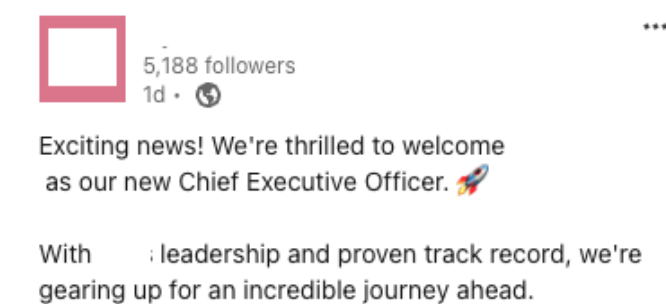 5,188 followers
1d •
Exciting news! We're thrilled to welcome
as our new Chief Executive Officer. 🚀
With leadership and proven track record, we're
gearing up for an incredible journey ahead.